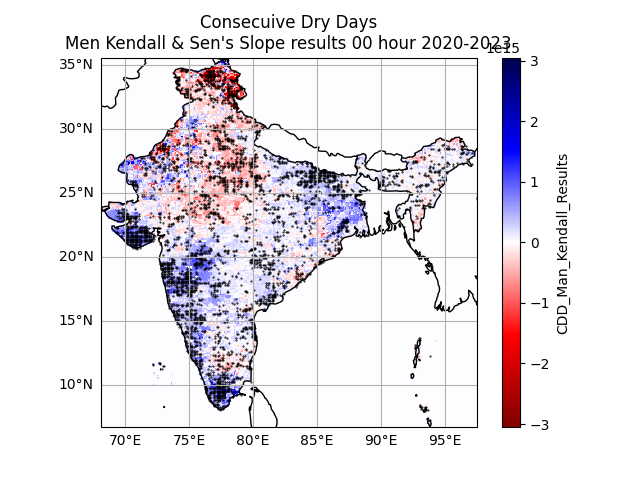 Consecuive Dry Days
Men Kendall & Sen's Slope results 00 hour 2020-2023
1e15
35°N
30°N
25°N
20°N
15°N
10°N
70°E 75°E 80°E 85°E 90°E 95°E
3
2
1
0
−1
−2
−3
CDD_Man_Kendall_Results